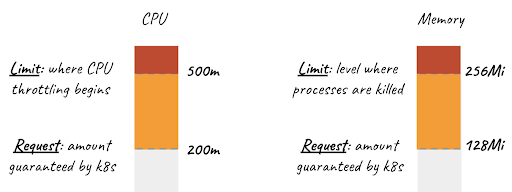 CPU
Limit: where CPU
throttling begins
500m
Request: amount
guaranteed by k8s
200m
Memory
Limit: level where
processes are killed
256Mi
Request: amount
guaranteed by k8s
128Mi